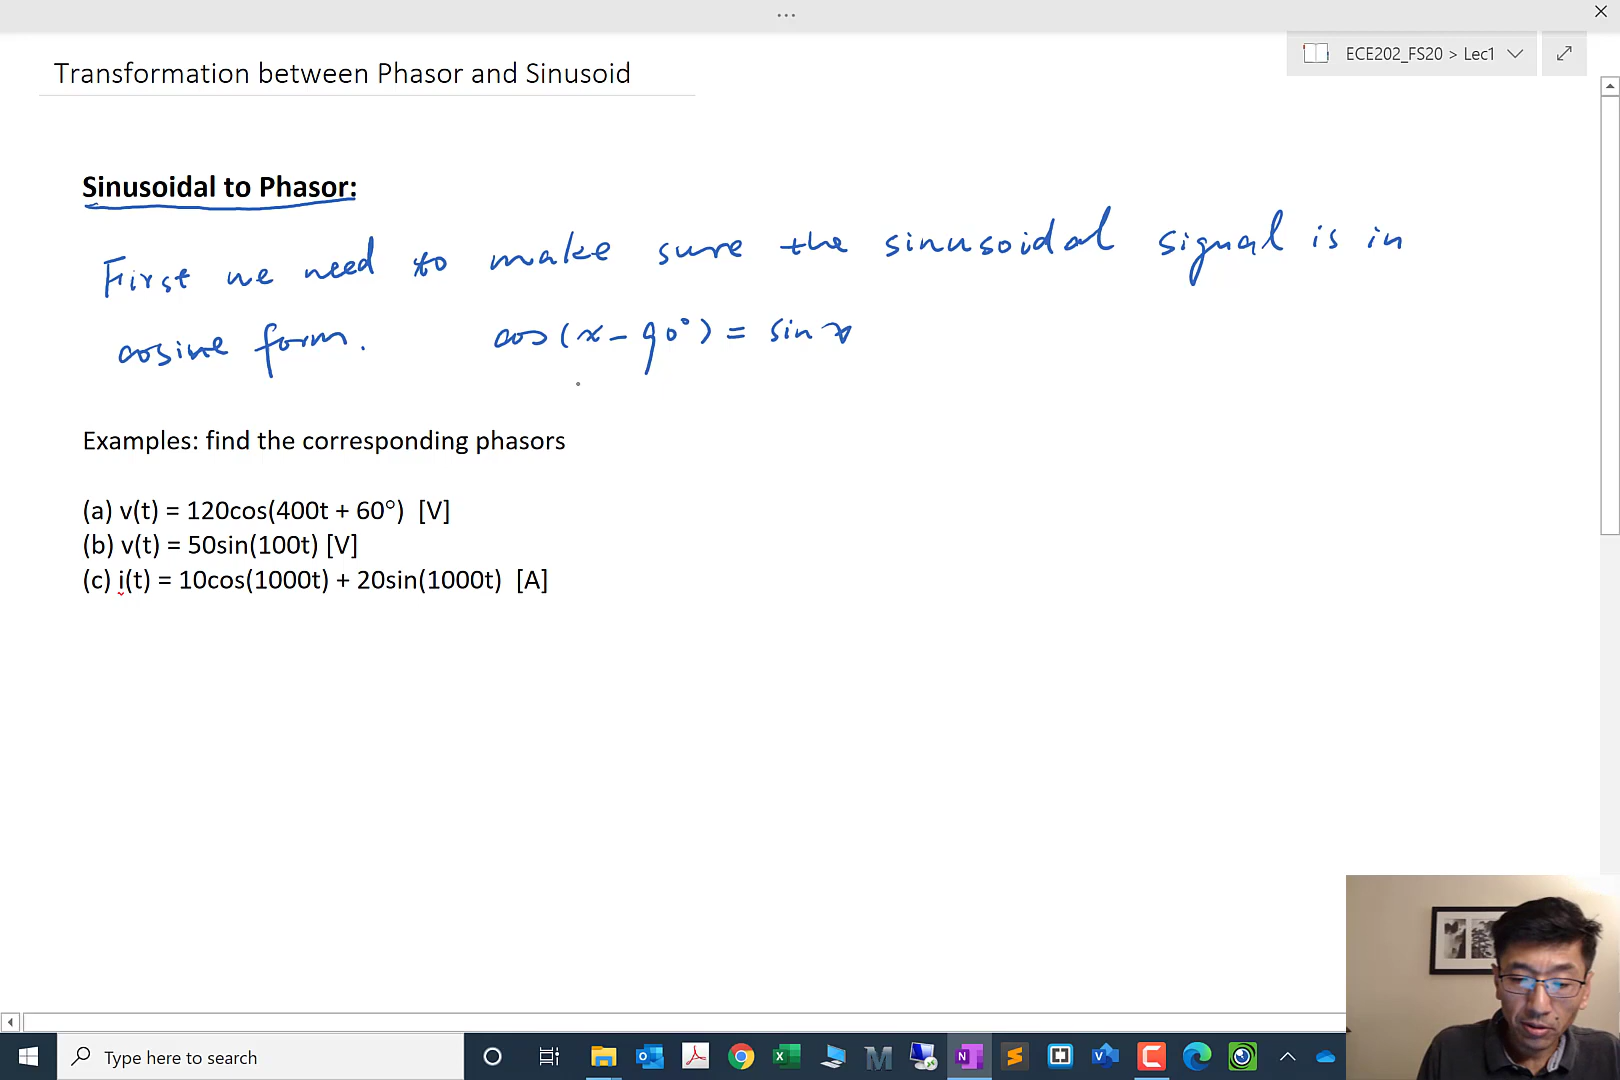 ...
ECE202_FS20 > Lec1
Transformation between Phasor and Sinusoid
Sinusoidal to Phasor:
First we need to make sure the sinusoidal signal is in
cosine form. cos(x-90°) = sin x
Examples: find the corresponding phasors
(a) v(t) = 120cos(400t + 60°) [V]
(b) v(t) = 50sin(100t) [V]
(c) i(t) = 10cos(1000t) + 20sin(1000t) [A]
Type here to search